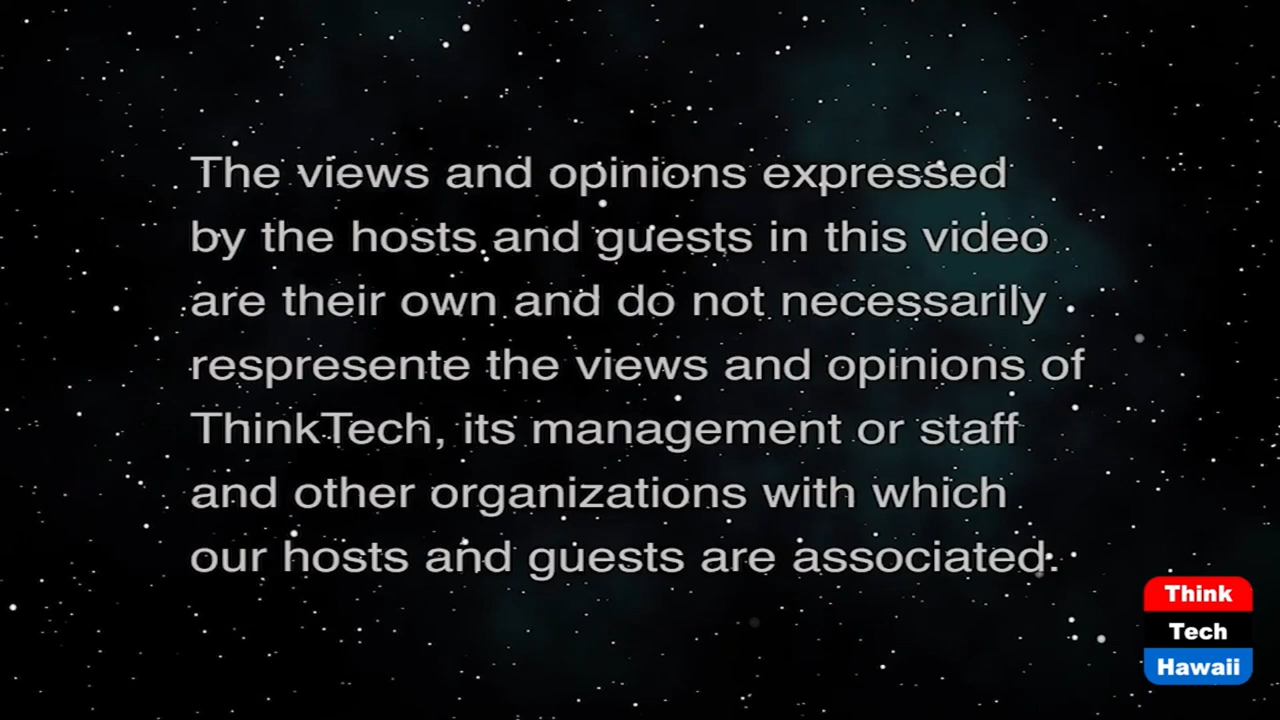 The views and opinions expressed
by the hosts and guests in this video
are their own and do not necessarily
respresente the views and opinions of
ThinkTech, its management or staff
and other organizations with which
our hosts and guests are associated.
Think
Tech
Hawaii